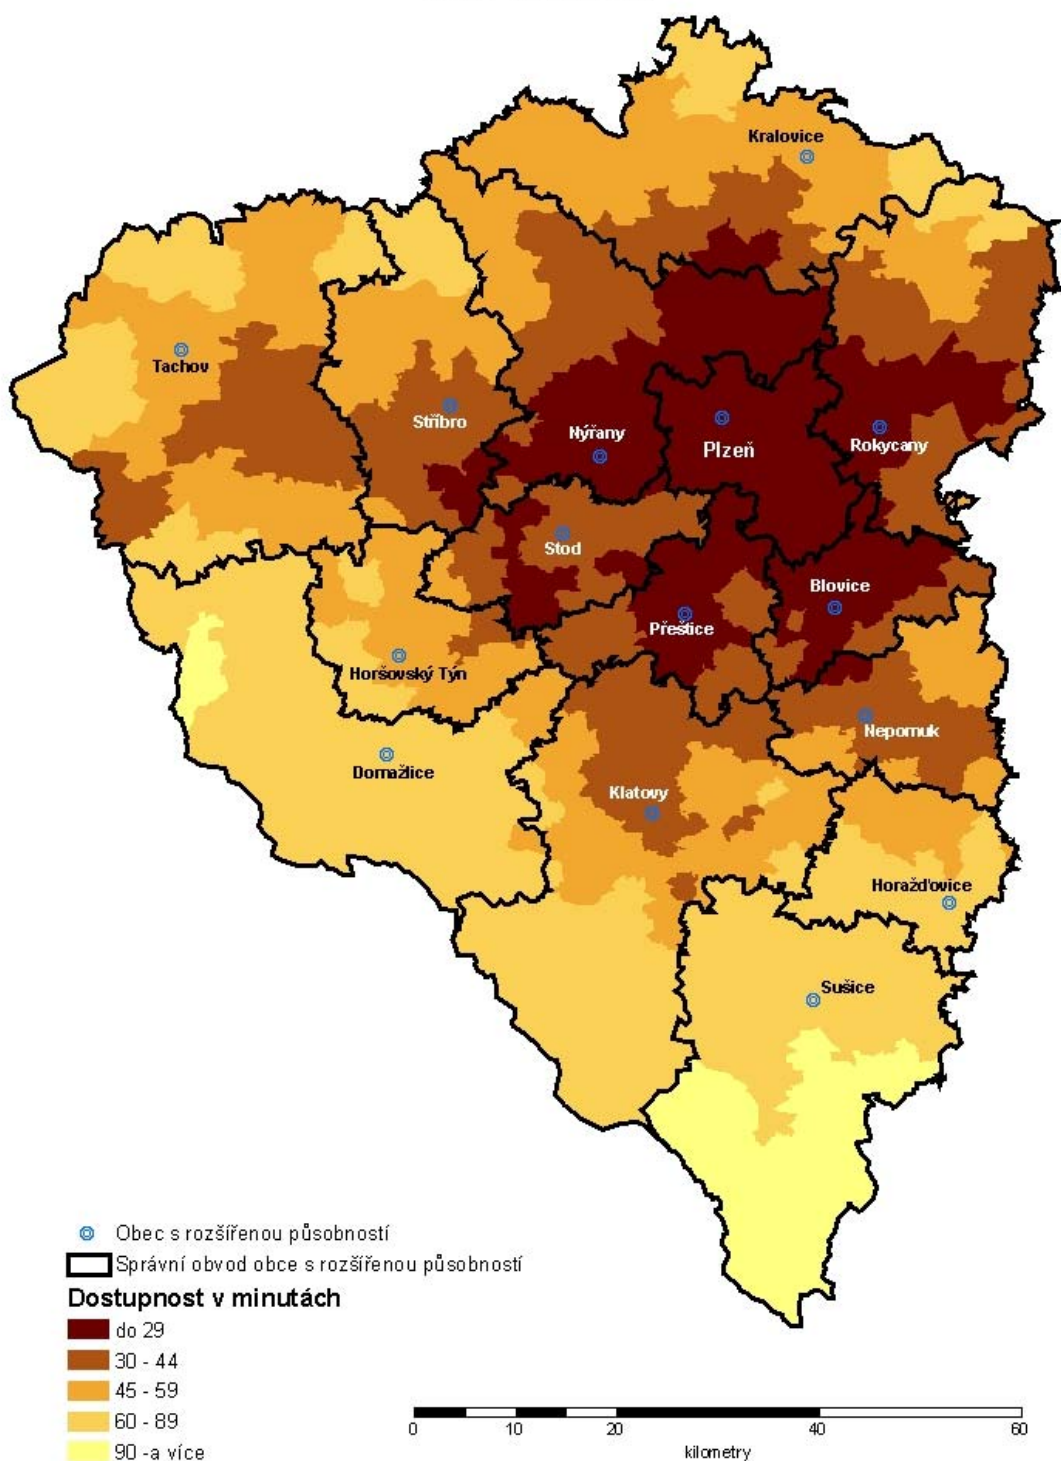 Kralovice
Tachov
Stříbro
Nýřany
Plzeň
Rokycany
Stod
Blovice
Přeštice
Horšovský Týn
Nepomuk
Domažlice
Klatovy
Horažďovice
Sušice
Obec s rozšířenou působností
Správní obvod obce s rozšířenou působností
Dostupnost v minutách
do 29
30 - 44
45 - 59
60 - 89
90 -a více
0 10 20 40 60
kilometry